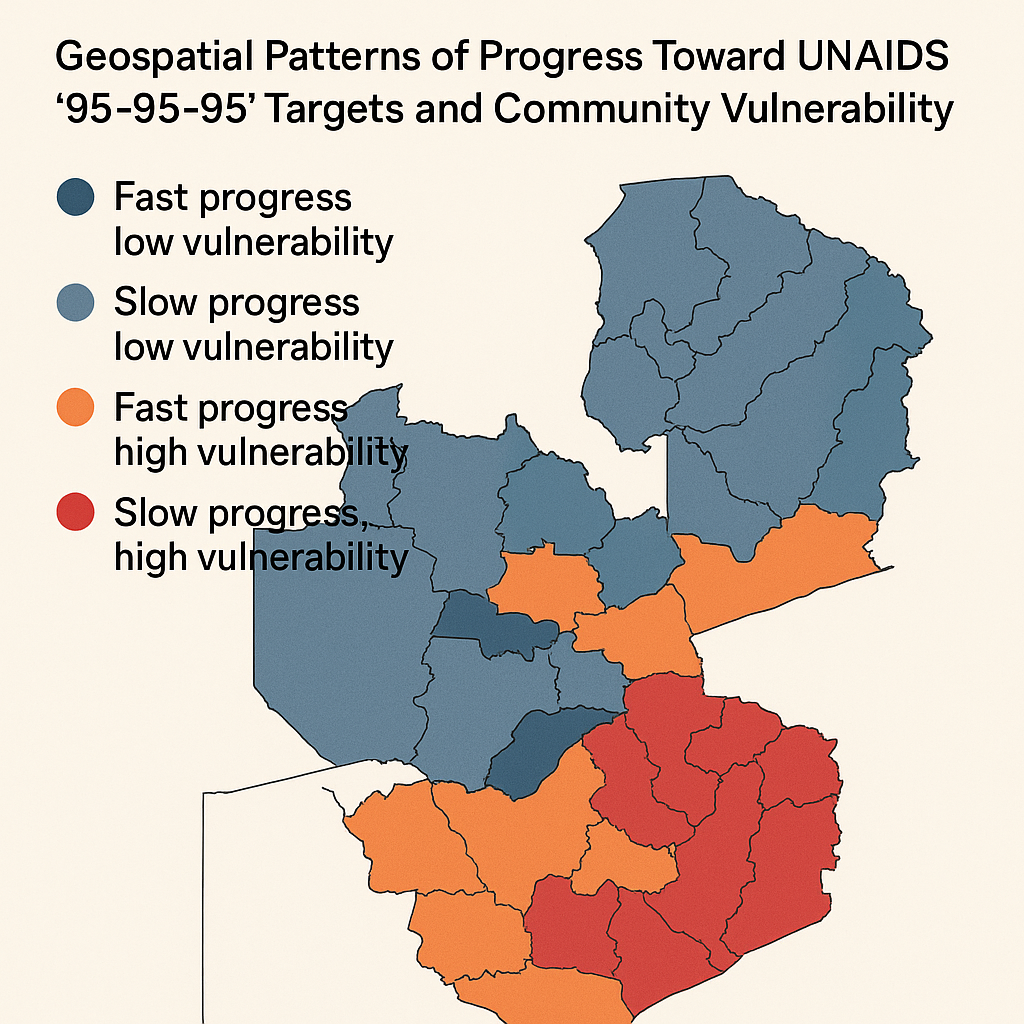 Geospatial Patterns of Progress Toward UNAIDS
‘95-95-95’ Targets and Community Vulnerability
Fast progress
low vulnerability
Slow progress
low vulnerability
Fast progress
high vulnerability
Slow progress,
high vulnerability